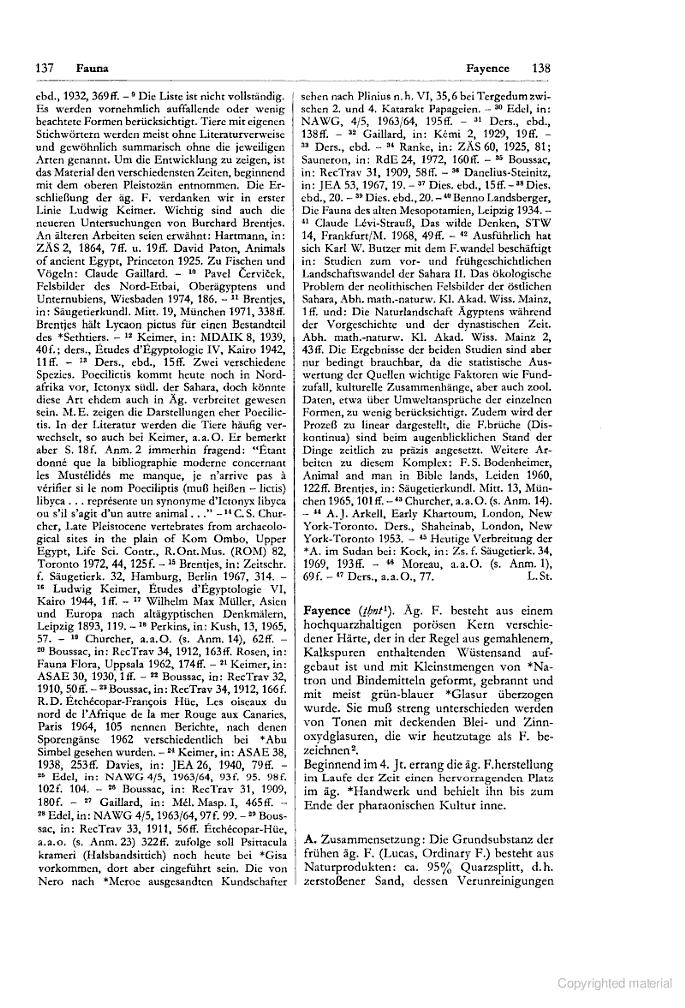 137 Fauna
Fayence 138
ebd., 1932, 369ff. – ⁹ Die Liste ist nicht vollständig.
Es werden vornehmlich auffallende oder wenig
beachtete Formen berücksichtigt. Tiere mit eigenen
Stichwörtern werden meist ohne Literaturverweise
und gewöhnlich summarisch ohne die jeweiligen
Arten genannt. Um die Entwicklung zu zeigen, ist
das Material den verschiedensten Zeiten, beginnend
mit dem oberen Pleistozän entnommen. Die Er-
schließung der äg. F. verdanken wir in erster
Linie Ludwig Keimer. Wichtig sind auch die
neueren Untersuchungen von Burchard Brentjes.
An älteren Arbeiten seien erwähnt: Hartmann, in:
ZÄS 2, 1864, 7ff. u. 19ff. David Paton, Animals
of ancient Egypt, Princeton 1925. Zu Fischen und
Vögeln: Claude Gaillard. – ¹⁰ Pavel Červíček,
Felsbilder des Nord-Etbai, Oberägyptens und
Unternubiens, Wiesbaden 1974, 186. – ¹¹ Brentjes,
in: Säugetierkundl. Mitt. 19, München 1971, 338ff.
Brentjes hält Lycaon pictus für einen Bestandteil
des *Sethtiers. – ¹² Keimer, in: MDAIK 8, 1939,
40f.; ders., Études d'Égyptologie IV, Kairo 1942,
11ff. – ¹³ Ders., ebd., 15ff. Zwei verschiedene
Spezies. Poecilictis kommt heute noch in Nord-
afrika vor, Ictonyx südl. der Sahara, doch könnte
diese Art ehdem auch in Äg. verbreitet gewesen
sein. M.E. zeigen die Darstellungen eher Poecilic-
tis. In der Literatur werden die Tiere häufig ver-
wechselt, so auch bei Keimer, a.a.O. Er bemerkt
aber S. 18f. Anm. 2 immerhin fragend: “Étant
donné que la bibliographie moderne concernant
les Mustélidés me manque, je n'arrive pas à
vérifier si le nom Poeciliptis (muß heißen – lictis)
libyca . . . représente un synonyme d'Ictonyx libyca
ou s'il s'agit d'un autre animal . . .” – ¹⁴ C.S. Chur-
cher, Late Pleistocene vertebrates from archaeolo-
gical sites in the plain of Kom Ombo, Upper
Egypt, Life Sci. Contr., R.Ont.Mus. (ROM) 82,
Toronto 1972, 44, 125f. – ¹⁵ Brentjes, in: Zeitschr.
f. Säugetierk. 32, Hamburg, Berlin 1967, 314. –
¹⁶ Ludwig Keimer, Études d'Égyptologie VI,
Kairo 1944, 1ff. – ¹⁷ Wilhelm Max Müller, Asien
und Europa nach altägyptischen Denkmälern,
Leipzig 1893, 119. – ¹⁸ Perkins, in: Kush, 13, 1965,
57. – ¹⁹ Churcher, a.a.O. (s. Anm. 14), 62ff. –
²⁰ Boussac, in: RecTrav 34, 1912, 163ff. Rosen, in:
Fauna Flora, Uppsala 1962, 174ff. – ²¹ Keimer, in:
ASAE 30, 1930, 1ff. – ²² Boussac, in: RecTrav 32,
1910, 50ff. – ²³ Boussac, in: RecTrav 34, 1912, 166f.
R.D. Etchécopar-François Hüe, Les oiseaux du
nord de l'Afrique de la mer Rouge aux Canaries,
Paris 1964, 105 nennen Berichte, nach denen
Sporengänse 1962 verschiedentlich bei *Abu
Simbel gesehen wurden. – ²⁴ Keimer, in: ASAE 38,
1938, 253ff. Davies, in: JEA 26, 1940, 79ff. –
²⁵ Edel, in: NAWG 4/5, 1963/64, 93f. 95. 98f.
102f. 104. – ²⁶ Boussac, in: RecTrav 31, 1909,
180f. – ²⁷ Gaillard, in: Mél. Masp. I, 465ff. –
²⁸ Edel, in: NAWG 4/5, 1963/64, 97f. 99. – ²⁹ Bous-
sac, in: RecTrav 33, 1911, 56ff. Étchécopar-Hüe,
a.a.o. (s. Anm. 23) 322ff. zufolge soll Psittacula
krameri (Halsbandsittich) noch heute bei *Gisa
vorkommen, dort aber eingeführt sein. Die von
Nero nach *Meroe ausgesandten Kundschafter
sehen nach Plinius n.h. VI, 35,6 bei Tergedum zwi-
schen 2. und 4. Katarakt Papageien. – ³⁰ Edel, in:
NAWG, 4/5, 1963/64, 195ff. – ³¹ Ders., ebd.,
138ff. – ³² Gaillard, in: Kêmi 2, 1929, 19ff. –
³³ Ders., ebd. – ³⁴ Ranke, in: ZÄS 60, 1925, 81;
Sauneron, in: RdE 24, 1972, 160ff. – ³⁵ Boussac,
in: RecTrav 31, 1909, 58ff. – ³⁶ Danelius-Steinitz,
in: JEA 53, 1967, 19. – ³⁷ Dies. ebd., 15ff. – ³⁸ Dies.
ebd., 20. – ³⁹ Dies. ebd., 20. – ⁴⁰ Benno Landsberger,
Die Fauna des alten Mesopotamien, Leipzig 1934. –
⁴¹ Claude Lévi-Strauß, Das wilde Denken, STW
14, Frankfurt/M. 1968, 49ff. – ⁴² Ausführlich hat
sich Karl W. Butzer mit dem F.wandel beschäftigt
in: Studien zum vor- und frühgeschichtlichen
Landschaftswandel der Sahara II. Das ökologische
Problem der neolithischen Felsbilder der östlichen
Sahara, Abh. math.-naturw. Kl. Akad. Wiss. Mainz,
1ff. und: Die Naturlandschaft Ägyptens während
der Vorgeschichte und der dynastischen Zeit.
Abh. math.-naturw. Kl. Akad. Wiss. Mainz 2,
43ff. Die Ergebnisse der beiden Studien sind aber
nur bedingt brauchbar, da die statistische Aus-
wertung der Quellen wichtige Faktoren wie Fund-
zufall, kulturelle Zusammenhänge, aber auch zool.
Daten, etwa über Umweltansprüche der einzelnen
Formen, zu wenig berücksichtigt. Zudem wird der
Prozeß zu linear dargestellt, die F.brüche (Dis-
kontinua) sind beim augenblicklichen Stand der
Dinge zeitlich zu präzis angesetzt. Weitere Ar-
beiten zu diesem Komplex: F.S. Bodenheimer,
Animal and man in Bible lands, Leiden 1960,
122ff. Brentjes, in: Säugetierkundl. Mitt. 13, Mün-
chen 1965, 101ff. – ⁴³ Churcher, a.a.O. (s. Anm. 14).
– ⁴⁴ A.J. Arkell, Early Khartoum, London, New
York-Toronto. Ders., Shaheinab, London, New
York-Toronto 1953. – ⁴⁵ Heutige Verbreitung der
*A. im Sudan bei: Kock, in: Zs. f. Säugetierk. 34,
1969, 193ff. – ⁴⁶ Moreau, a.a.O. (s. Anm. 1),
69f. – ⁴⁷ Ders., a.a.O., 77. L.St.
Fayence (ṯḥnt¹). Äg. F. besteht aus einem
hochquarzhaltigen porösen Kern verschie-
dener Härte, der in der Regel aus gemahlenem,
Kalkspuren enthaltenden Wüstensand auf-
gebaut ist und mit Kleinstmengen von *Na-
tron und Bindemitteln geformt, gebrannt und
mit meist grün-blauer *Glasur überzogen
wurde. Sie muß streng unterschieden werden
von Tonen mit deckenden Blei- und Zinn-
oxydglasuren, die wir heutzutage als F. be-
zeichnen².
Beginnend im 4. Jt. errang die äg. F.herstellung
im Laufe der Zeit einen hervorragenden Platz
im äg. *Handwerk und behielt ihn bis zum
Ende der pharaonischen Kultur inne.
A. Zusammensetzung: Die Grundsubstanz der
frühen äg. F. (Lucas, Ordinary F.) besteht aus
Naturprodukten: ca. 95% Quarzsplitt, d.h.
zerstoßener Sand, dessen Verunreinigungen
Copyrighted material